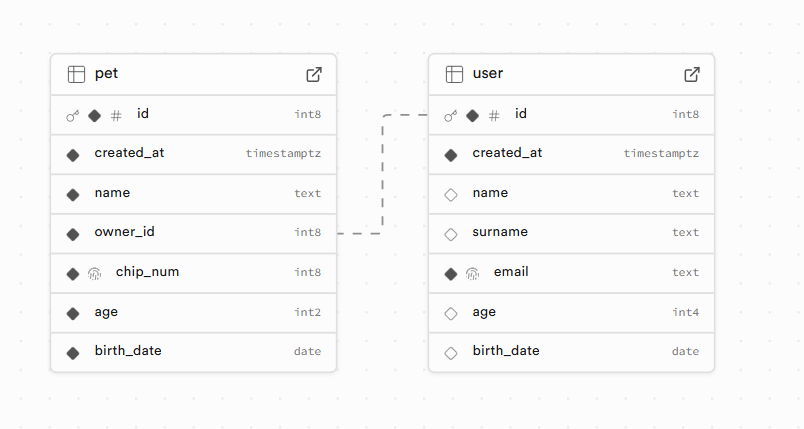 pet
id int8
created_at timestamptz
name text
owner_id int8
chip_num int8
age int2
birth_date date
user
id int8
created_at timestamptz
name text
surname text
email text
age int4
birth_date date